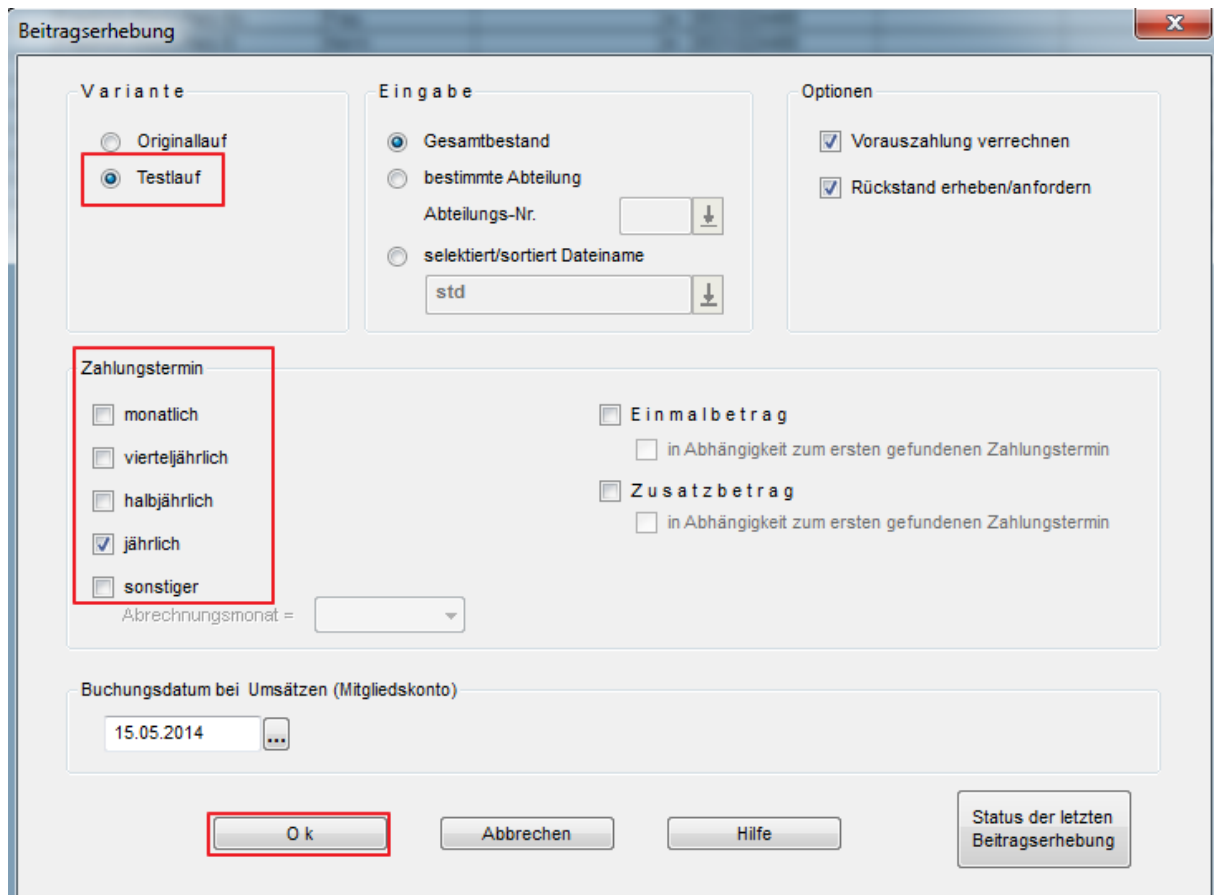 Beitragserhebung
X
Variante
Originallauf
Testlauf
Eingabe
Gesamtbestand
bestimmte Abteilung
Abteilungs-Nr.
selektiert/sortiert Dateiname
std
Optionen
Vorauszahlung verrechnen
Rückstand erheben/anfordern
Zahlungstermin
monatlich
vierteljährlich
halbjährlich
jährlich
sonstiger
Abrechnungsmonat =
Einmalbetrag
in Abhängigkeit zum ersten gefundenen Zahlungstermin
Zusatzbetrag
in Abhängigkeit zum ersten gefundenen Zahlungstermin
Buchungsdatum bei Umsätzen (Mitgliedskonto)
15.05.2014 ...
Ok
Abbrechen
Hilfe
Status der letzten
Beitragserhebung